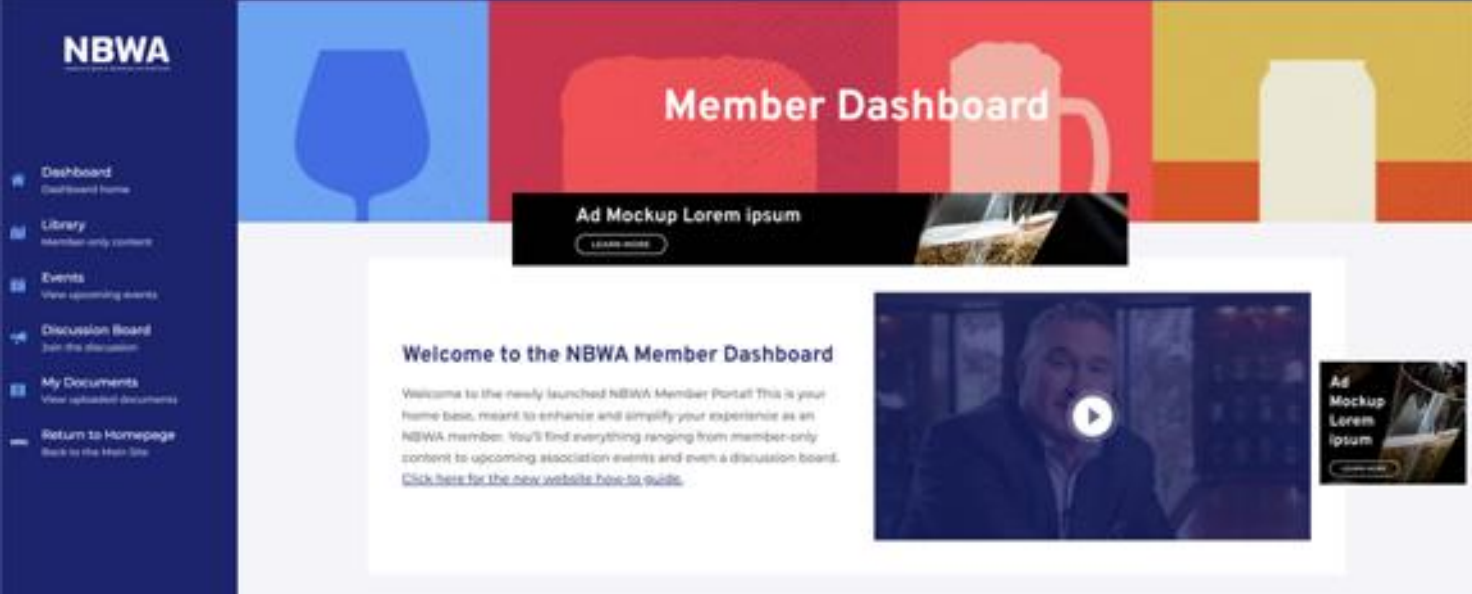 NBWA
Dashboard
Dashboard home
Library
Member-only content
Events
View upcoming events
Discussion Board
Join the discussion
My Documents
View uploaded documents
Return to Homepage
Back to the Main Site
Member Dashboard
Ad Mockup Lorem ipsum
LEARN MORE
Welcome to the NBWA Member Dashboard
Welcome to the newly launched NBWA Member Portal! This is your
home base, meant to enhance and simplify your experience as an
NBWA member. You'll find everything ranging from member-only
content to upcoming association events and even a discussion board.
Click here for the new website how-to guide.
Ad
Mockup
Lorem
ipsum
LEARN MORE